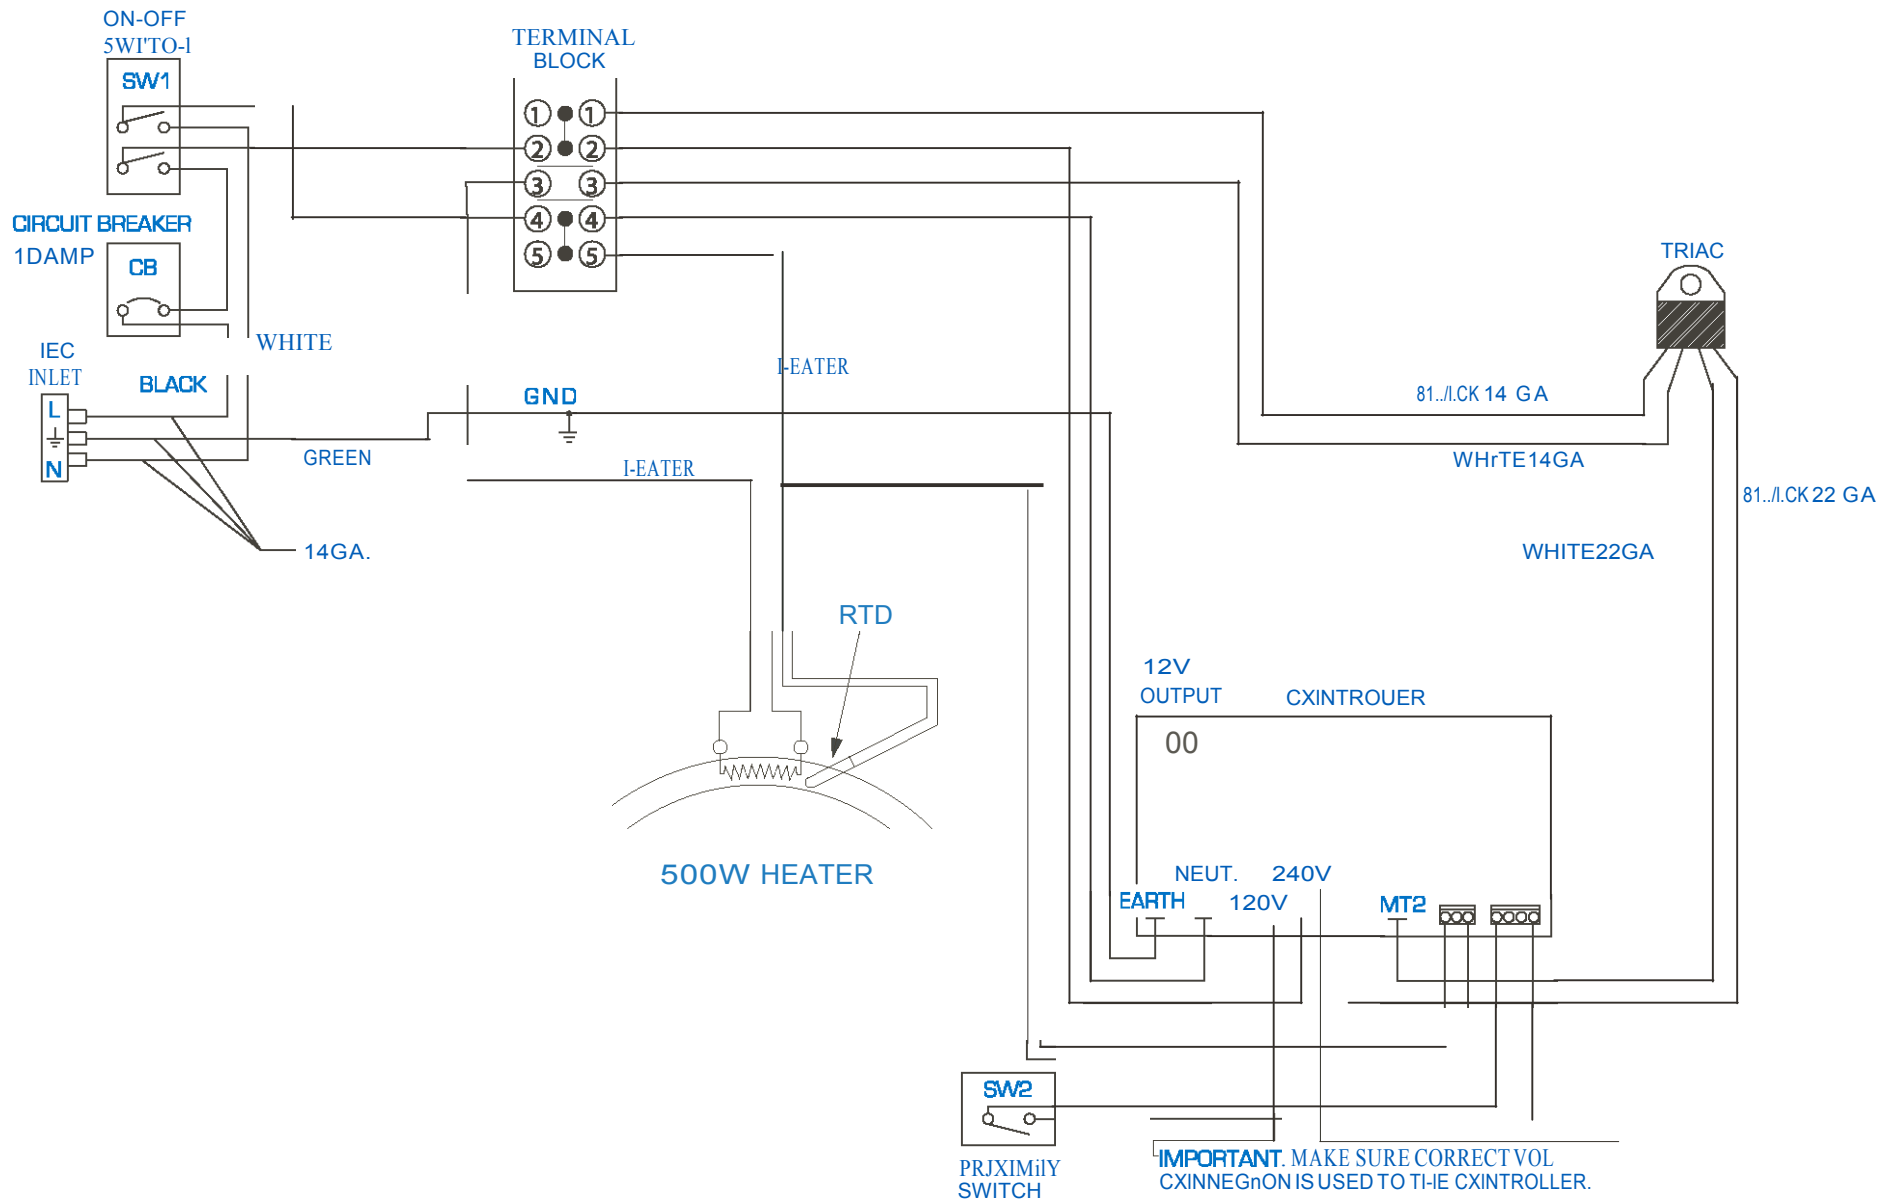 ON-OFF
5WI'TO-l
SW1
TERMINAL
BLOCK
1 1
2 2
3 3
4 4
5 5
CIRCUIT BREAKER
1DAMP
CB
TRIAC
WHITE
IEC
INLET
BLACK
L
N
GREEN
14GA.
GND
I-EATER
I-EATER
81../I.CK 14 GA
WHrTE14GA
81../I.CK 22 GA
WHITE22GA
RTD
500W HEATER
12V
OUTPUT
CXINTROUER
00
NEUT. 240V
EARTH 120V
MT2
SW2
PRJXIMilY
SWITCH
IMPORTANT. MAKE SURE CORRECT VOL
CXINNEGnON IS USED TO TI-IE CXINTROLLER.